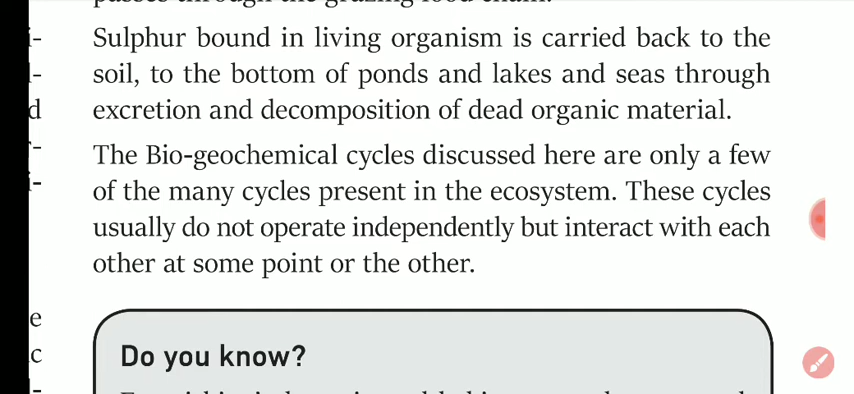 Sulphur bound in living organism is carried back to the
soil, to the bottom of ponds and lakes and seas through
excretion and decomposition of dead organic material.
The Bio-geochemical cycles discussed here are only a few
of the many cycles present in the ecosystem. These cycles
usually do not operate independently but interact with each
other at some point or the other.
Do you know?